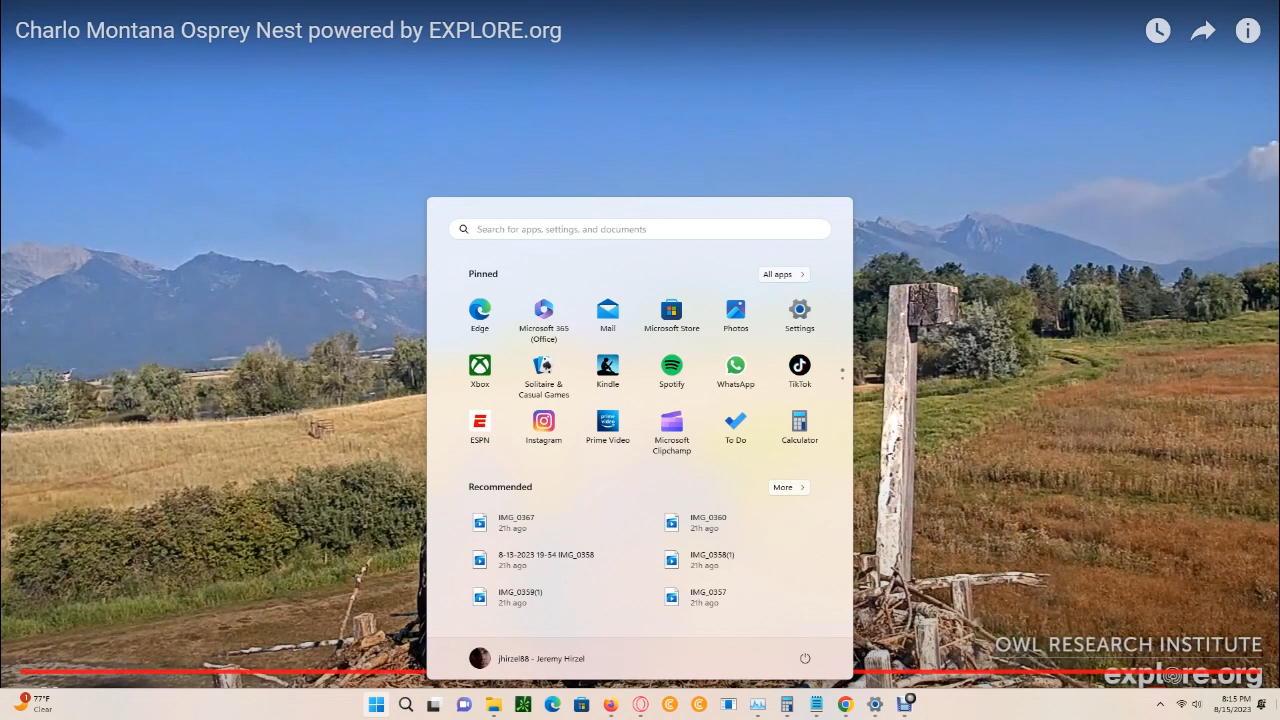 Charlo Montana Osprey Nest powered by EXPLORE.org
Search for apps, settings, and documents
Pinned
All apps
Edge
Microsoft 365
(Office)
Mail
Microsoft Store
Photos
Settings
Xbox
Solitaire &
Casual Games
Kindle
Spotify
WhatsApp
TikTok
ESPN
Instagram
prime
video
Prime Video
Microsoft
Clipchamp
To Do
Calculator
Recommended
More
IMG_0367
21h ago
IMG_0360
21h ago
8-13-2023 19-54 IMG_0358
21h ago
IMG_0358(1)
21h ago
IMG_0359(1)
21h ago
IMG_0357
21h ago
jhirzel88 - Jeremy Hirzel
OWL RESEARCH INSTITUTE
explore.org
1
77°F
Clear
8:15 PM
8/15/2023